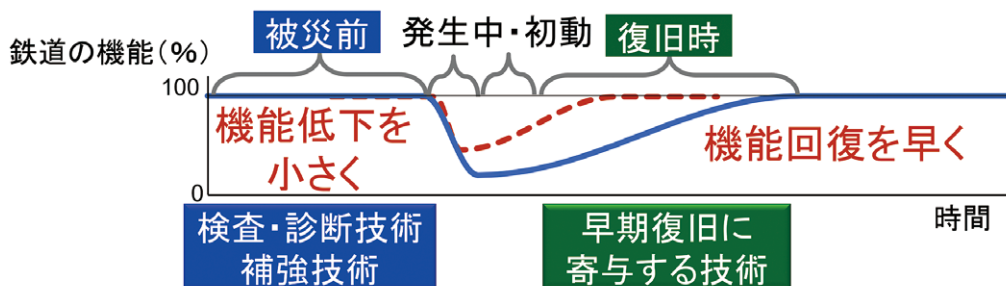 被災前
発生中・初動
復旧時
鉄道の機能(%)
100
機能低下を
小さく
機能回復を早く
0
時間
検査・診断技術
補強技術
早期復旧に
寄与する技術